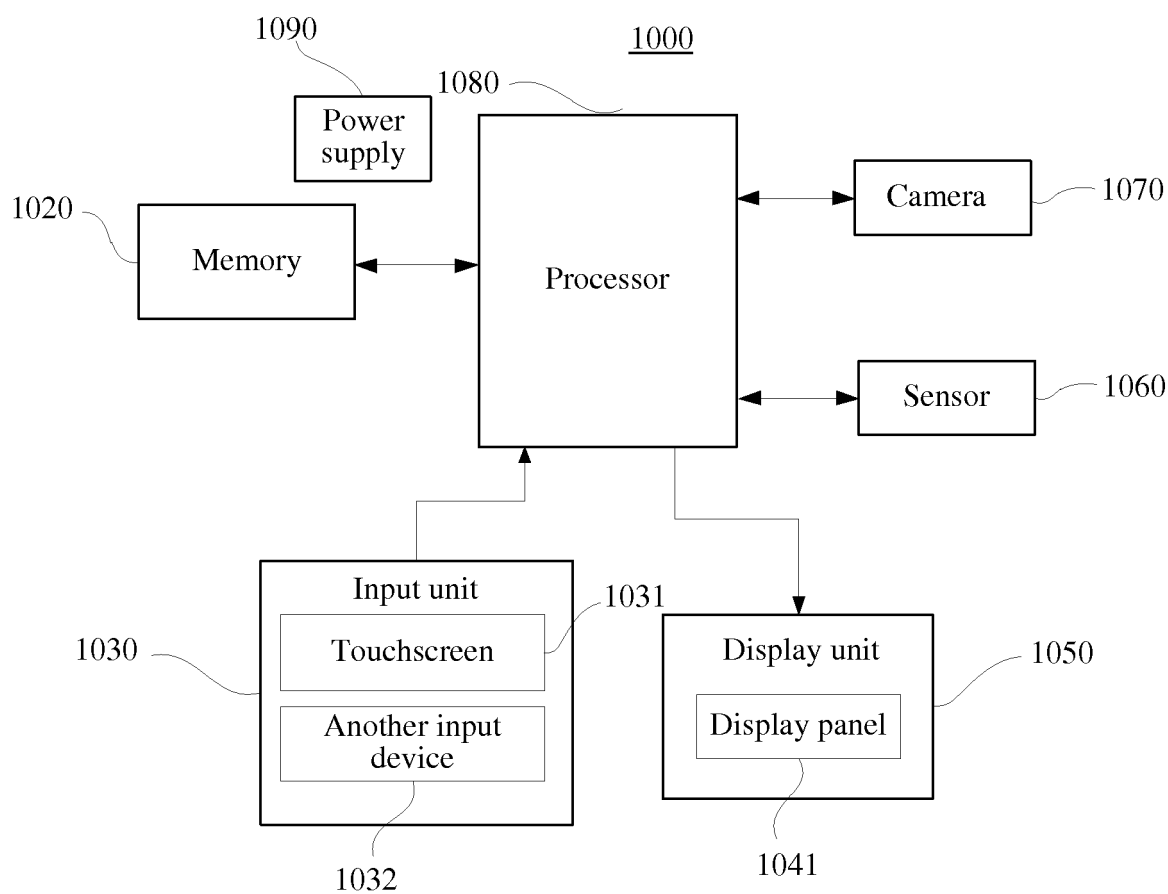 1090
1000
1080
Power
supply
Camera
1070
1020
Memory
Processor
Sensor
1060
Input unit
1031
1030
Touchscreen
Display unit
1050
Another input
device
Display panel
1032
1041